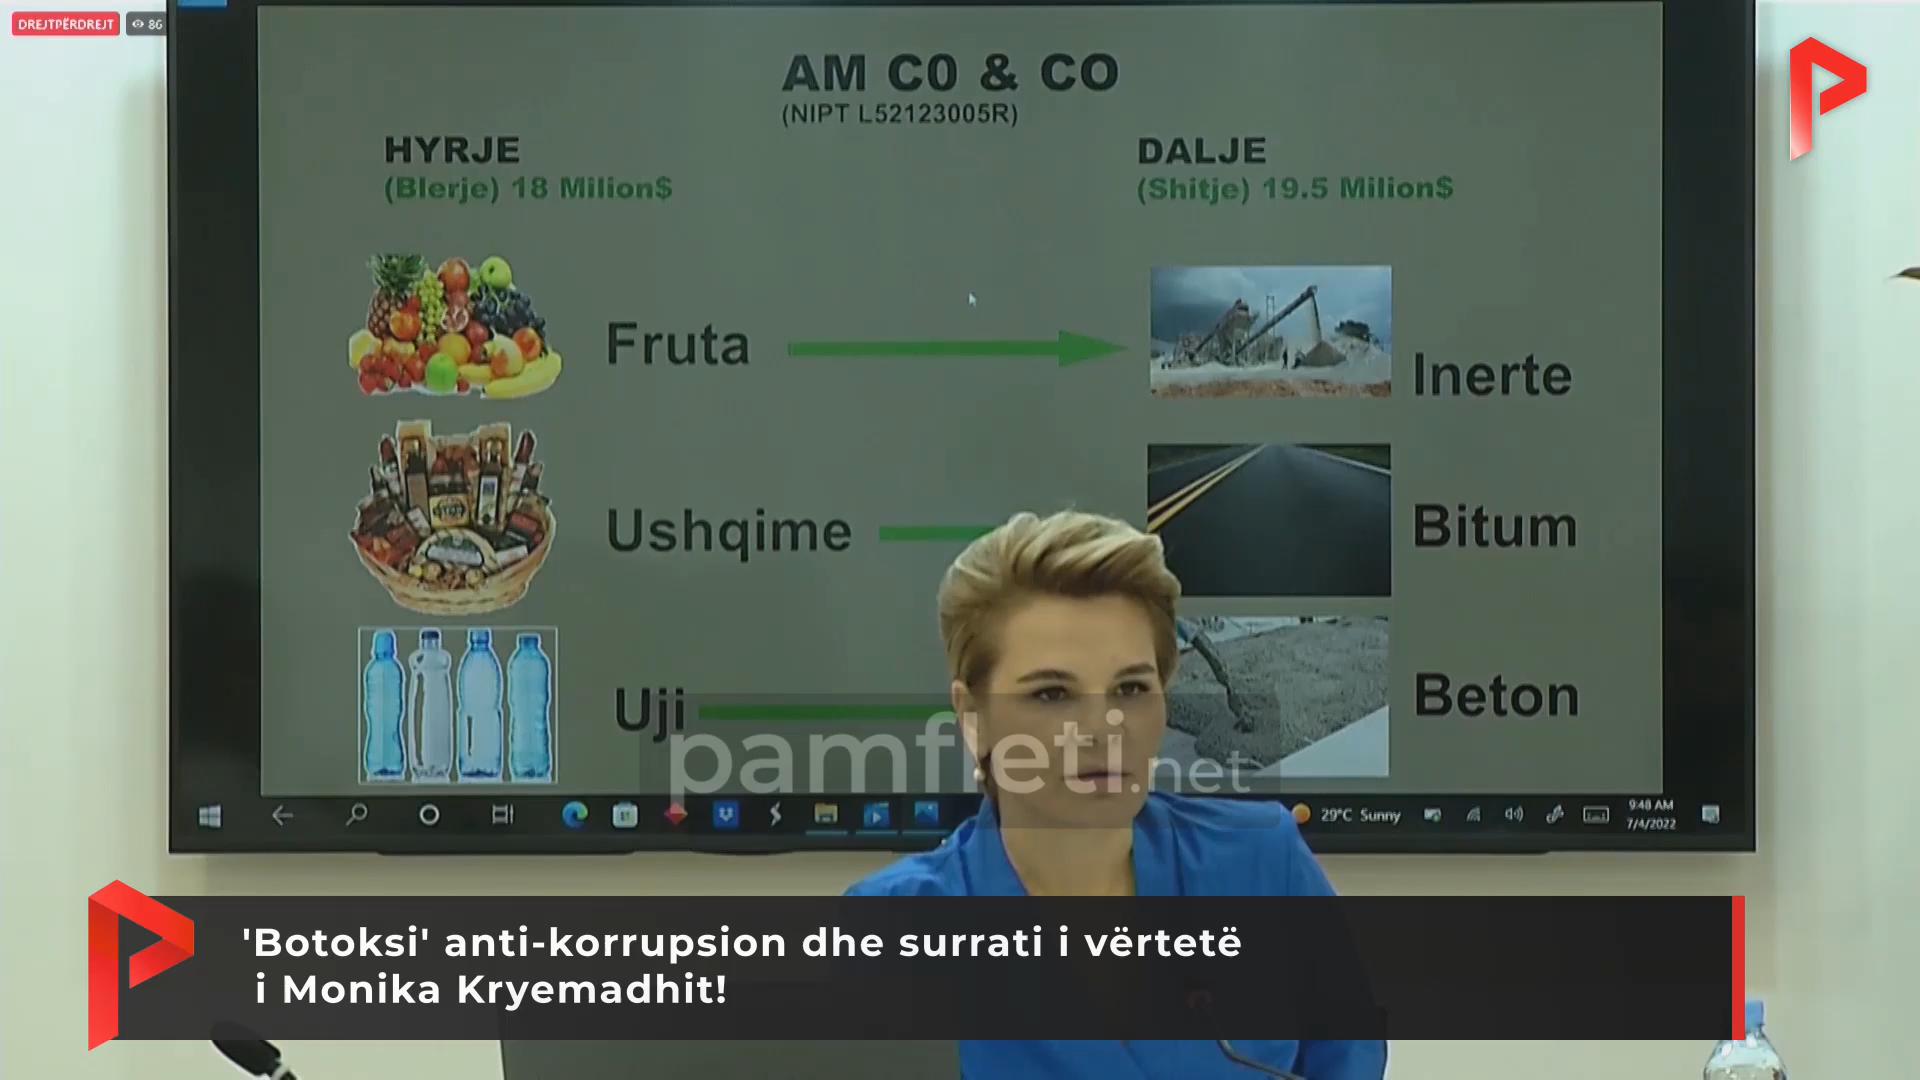 DREJTPËRDREJT 86
AM C0 & CO
(NIPT L52123005R)
HYRJE
(Blerje) 18 Milion$
DALJE
(Shitje) 19.5 Milion$
Fruta
Inerte
Ushqime
Bitum
Uji
Beton
pamfleti.net
29°C Sunny
9:48 AM
7/4/2022
'Botoksi' anti-korrupsion dhe surrati i vërtetë
i Monika Kryemadhit!